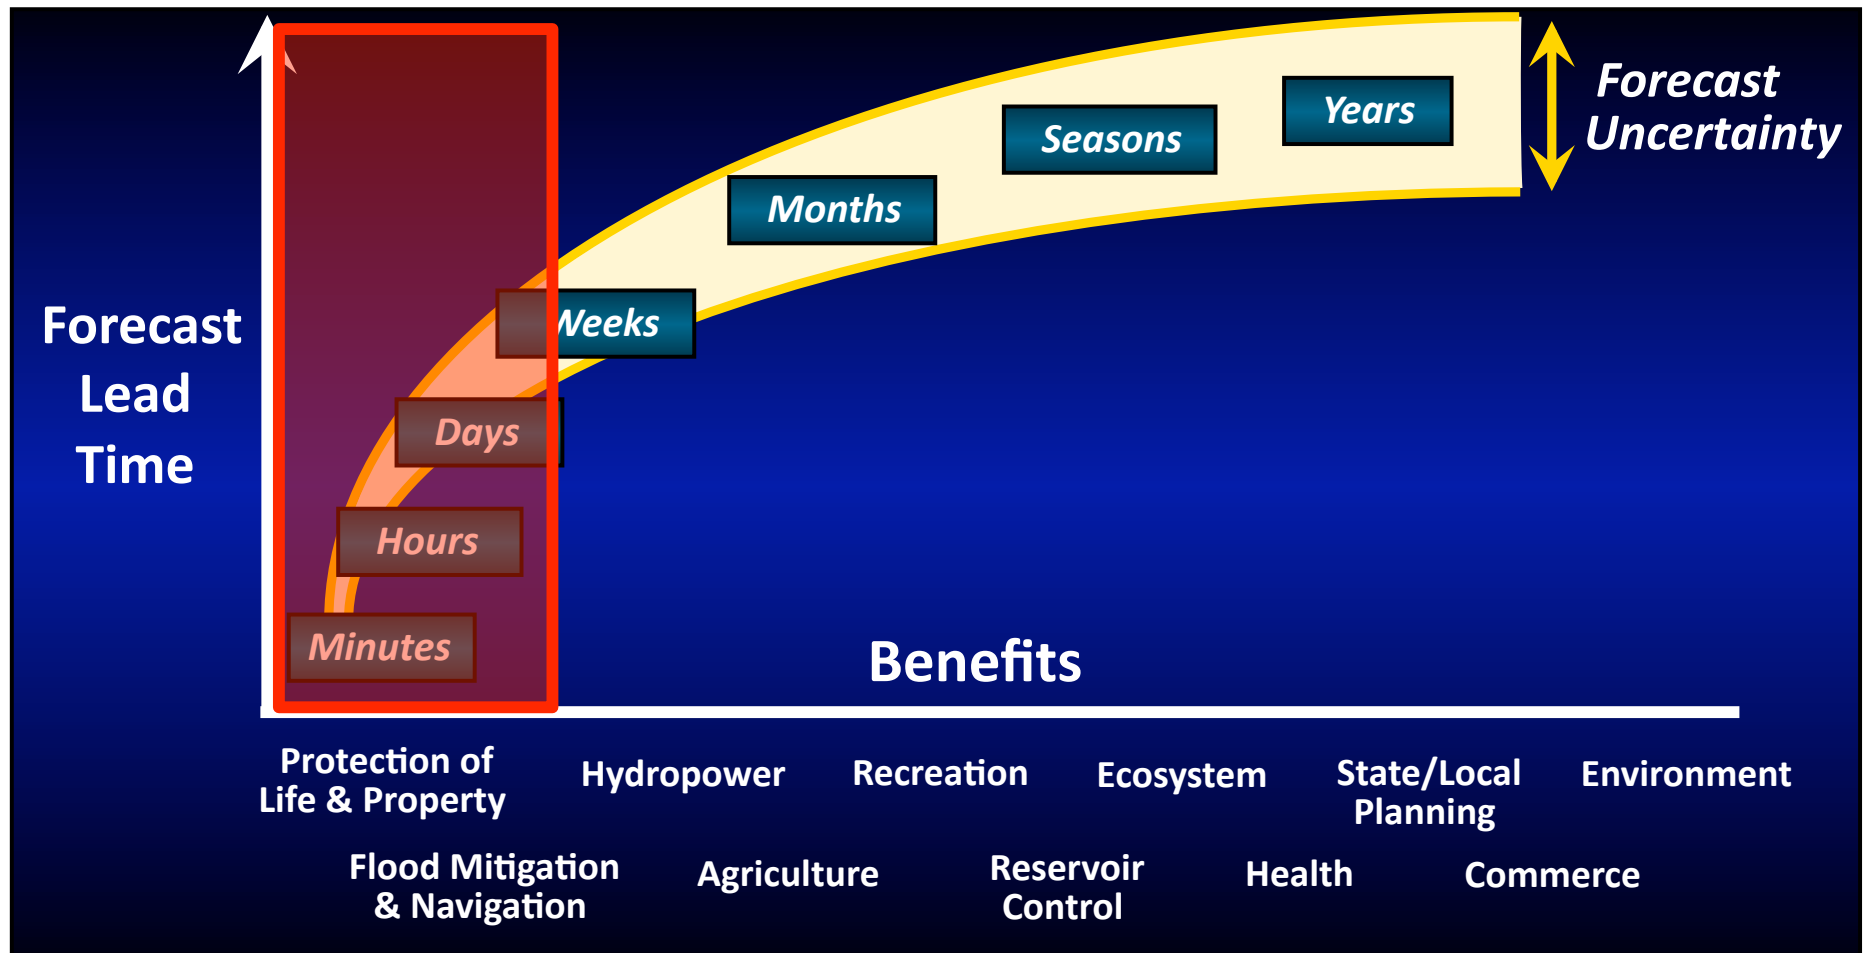 Forecast
Uncertainty
Years
Seasons
Months
Weeks
Days
Hours
Minutes
Forecast
Lead
Time
Benefits
Protection of
Life & Property
Hydropower
Recreation
Ecosystem
State/Local
Planning
Environment
Flood Mitigation
& Navigation
Agriculture
Reservoir
Control
Health
Commerce